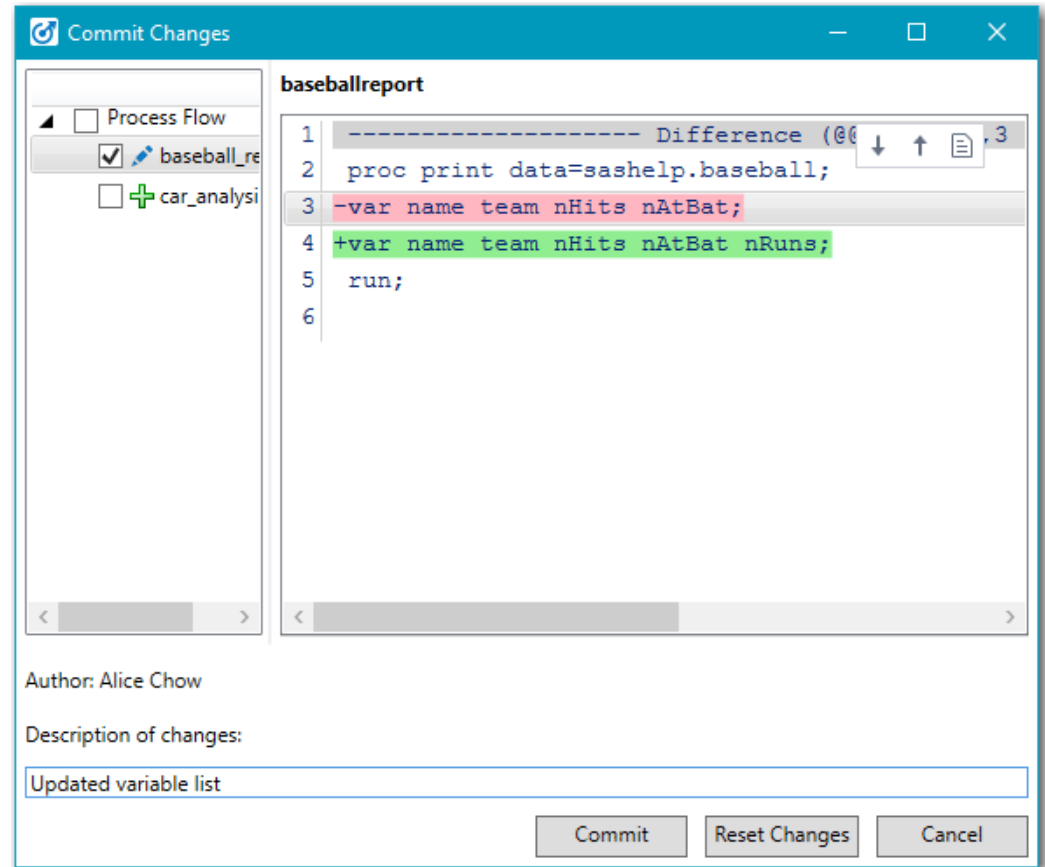 Commit Changes
Process Flow
baseball_re
car_analysi
baseballreport
1 -------------------- Difference (@@ ,3
2 proc print data=sashelp.baseball;
3 -var name team nHits nAtBat;
4 +var name team nHits nAtBat nRuns;
5 run;
6
Author: Alice Chow
Description of changes:
Updated variable list
Commit Reset Changes Cancel